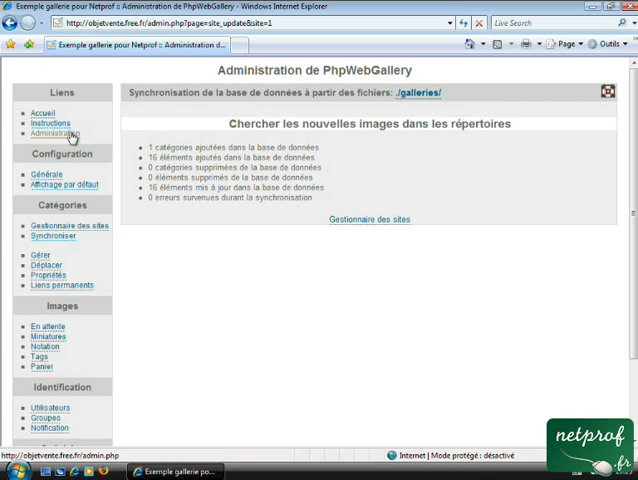 Exemple gallerie pour Netprof :: Administration de PhpWebGallery - Windows Internet Explorer
http://objetvente.free.fr/admin.php?page=site_update&site=1
Live Search
Exemple gallerie pour Netprof :: Administration d...
Page
Outils
Administration de PhpWebGallery
Liens
Accueil
Instructions
Administration
Configuration
Générale
Affichage par défaut
Catégories
Gestionnaire des sites
Synchroniser
Gérer
Déplacer
Propriétés
Liens permanents
Images
En attente
Miniatures
Notation
Tags
Panier
Identification
Utilisateurs
Groupes
Notification
Synchronisation de la base de données à partir des fichiers: ./galleries/
Chercher les nouvelles images dans les répertoires
1 catégories ajoutées dans la base de données
16 éléments ajoutés dans la base de données
0 catégories supprimées de la base de données
0 éléments supprimés de la base de données
16 éléments mis à jour dans la base de données
0 erreurs survenues durant la synchronisation
Gestionnaire des sites
http://objetvente.free.fr/admin.php
Internet | Mode protégé : désactivé
Exemple gallerie po...
netprof
.fr